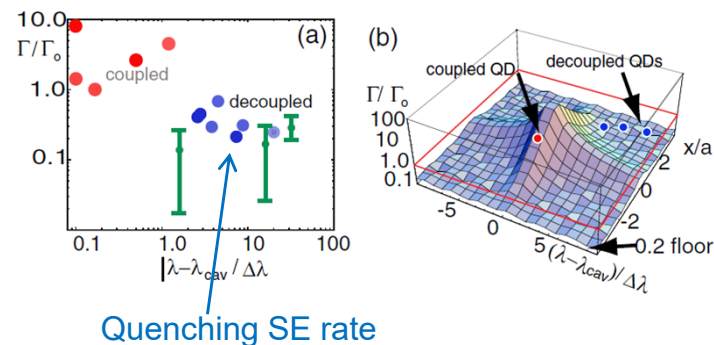 (a)
10.0
Γ/Γo
1.0
0.1
coupled
decoupled
0.1 1.0 10 100
|λ−λcav/Δλ
Quenching SE rate
(b)
coupled QD
decoupled QDs
Γ/Γo
100
10
1.0
0.1
x/a
2
0
-2
-5 0 5
(λ−λcav)/Δλ
0.2 floor